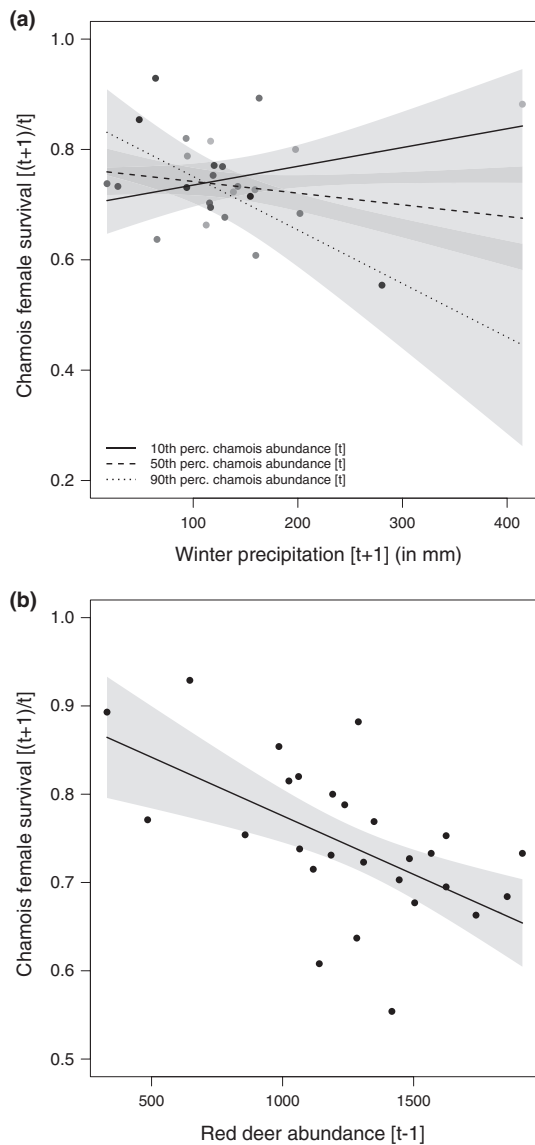 (a)
1.0
0.8
0.6
0.4
0.2
Chamois female survival [(t+1)/t]
10th perc. chamois abundance [t]
50th perc. chamois abundance [t]
90th perc. chamois abundance [t]
100 200 300 400
Winter precipitation [t+1] (in mm)
(b)
1.0
0.9
0.8
0.7
0.6
0.5
Chamois female survival [(t+1)/t]
500 1000 1500
Red deer abundance [t-1]